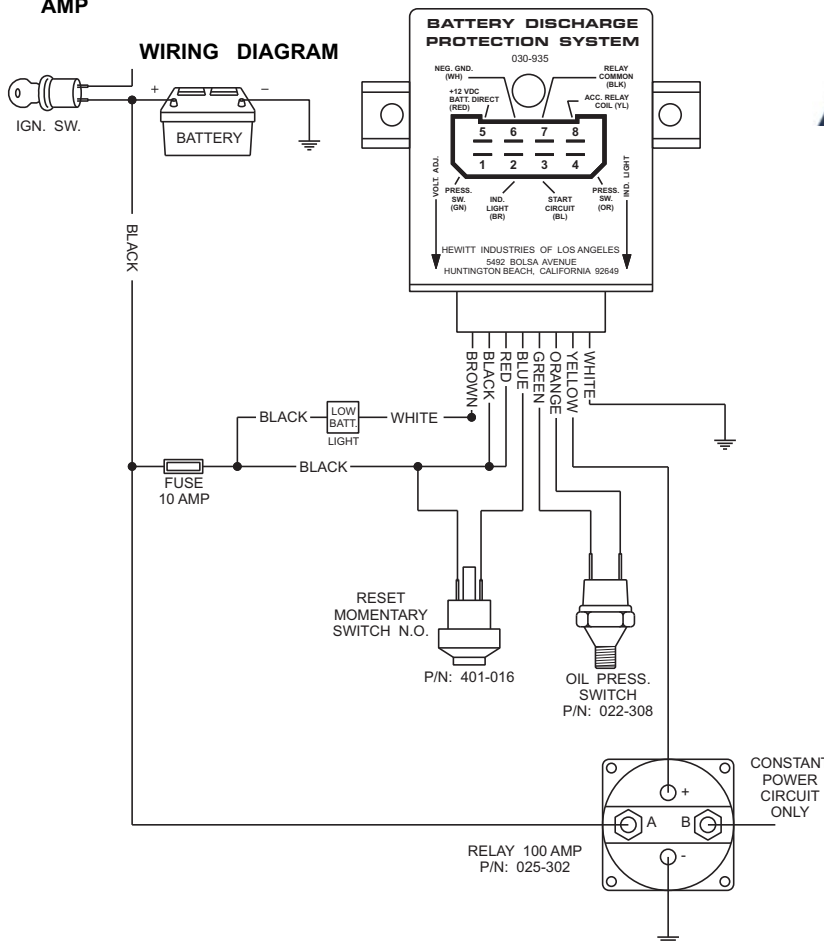 AMP
WIRING DIAGRAM
IGN. SW.
+
−
BATTERY
BATTERY DISCHARGE
PROTECTION SYSTEM
030-935
NEG. GND.
(WH)
RELAY
COMMON
(BLK)
+12 VDC
BATT. DIRECT
(RED)
ACC. RELAY
COIL (YL)
5 6 7 8
1 2 3 4
VOLT. ADJ.
PRESS.
SW.
(GN)
IND.
LIGHT
(BR)
START
CIRCUIT
(BL)
PRESS.
SW.
(OR)
IND. LIGHT
HEWITT INDUSTRIES OF LOS ANGELES
5492 BOLSA AVENUE
HUNTINGTON BEACH, CALIFORNIA 92649
BLACK
BROWN
BLACK
RED
BLUE
GREEN
ORANGE
YELLOW
WHITE
BLACK
LOW
BATT.
LIGHT
WHITE
BLACK
FUSE
10 AMP
RESET
MOMENTARY
SWITCH N.O.
P/N: 401-016
OIL PRESS.
SWITCH
P/N: 022-308
CONSTANT
POWER
CIRCUIT
ONLY
+
A B
-
RELAY 100 AMP
P/N: 025-302